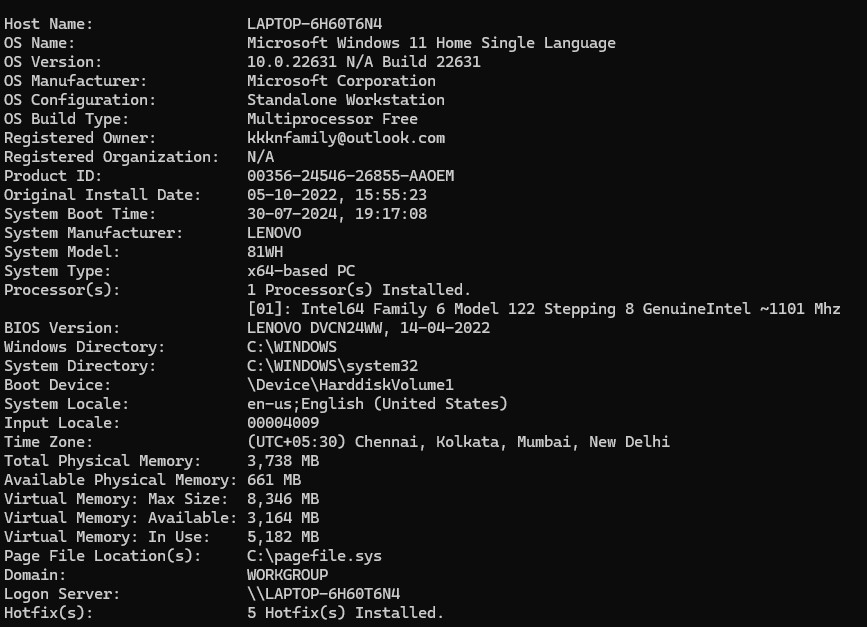 Host Name: LAPTOP-6H60T6N4
OS Name: Microsoft Windows 11 Home Single Language
OS Version: 10.0.22631 N/A Build 22631
OS Manufacturer: Microsoft Corporation
OS Configuration: Standalone Workstation
OS Build Type: Multiprocessor Free
Registered Owner: kkknfamily@outlook.com
Registered Organization: N/A
Product ID: 00356-24546-26855-AAOEM
Original Install Date: 05-10-2022, 15:55:23
System Boot Time: 30-07-2024, 19:17:08
System Manufacturer: LENOVO
System Model: 81WH
System Type: x64-based PC
Processor(s): 1 Processor(s) Installed.
[01]: Intel64 Family 6 Model 122 Stepping 8 GenuineIntel ~1101 Mhz
BIOS Version: LENOVO DVCN24WW, 14-04-2022
Windows Directory: C:\WINDOWS
System Directory: C:\WINDOWS\system32
Boot Device: \Device\HarddiskVolume1
System Locale: en-us;English (United States)
Input Locale: 00004009
Time Zone: (UTC+05:30) Chennai, Kolkata, Mumbai, New Delhi
Total Physical Memory: 3,738 MB
Available Physical Memory: 661 MB
Virtual Memory: Max Size: 8,346 MB
Virtual Memory: Available: 3,164 MB
Virtual Memory: In Use: 5,182 MB
Page File Location(s): C:\pagefile.sys
Domain: WORKGROUP
Logon Server: \\LAPTOP-6H60T6N4
Hotfix(s): 5 Hotfix(s) Installed.